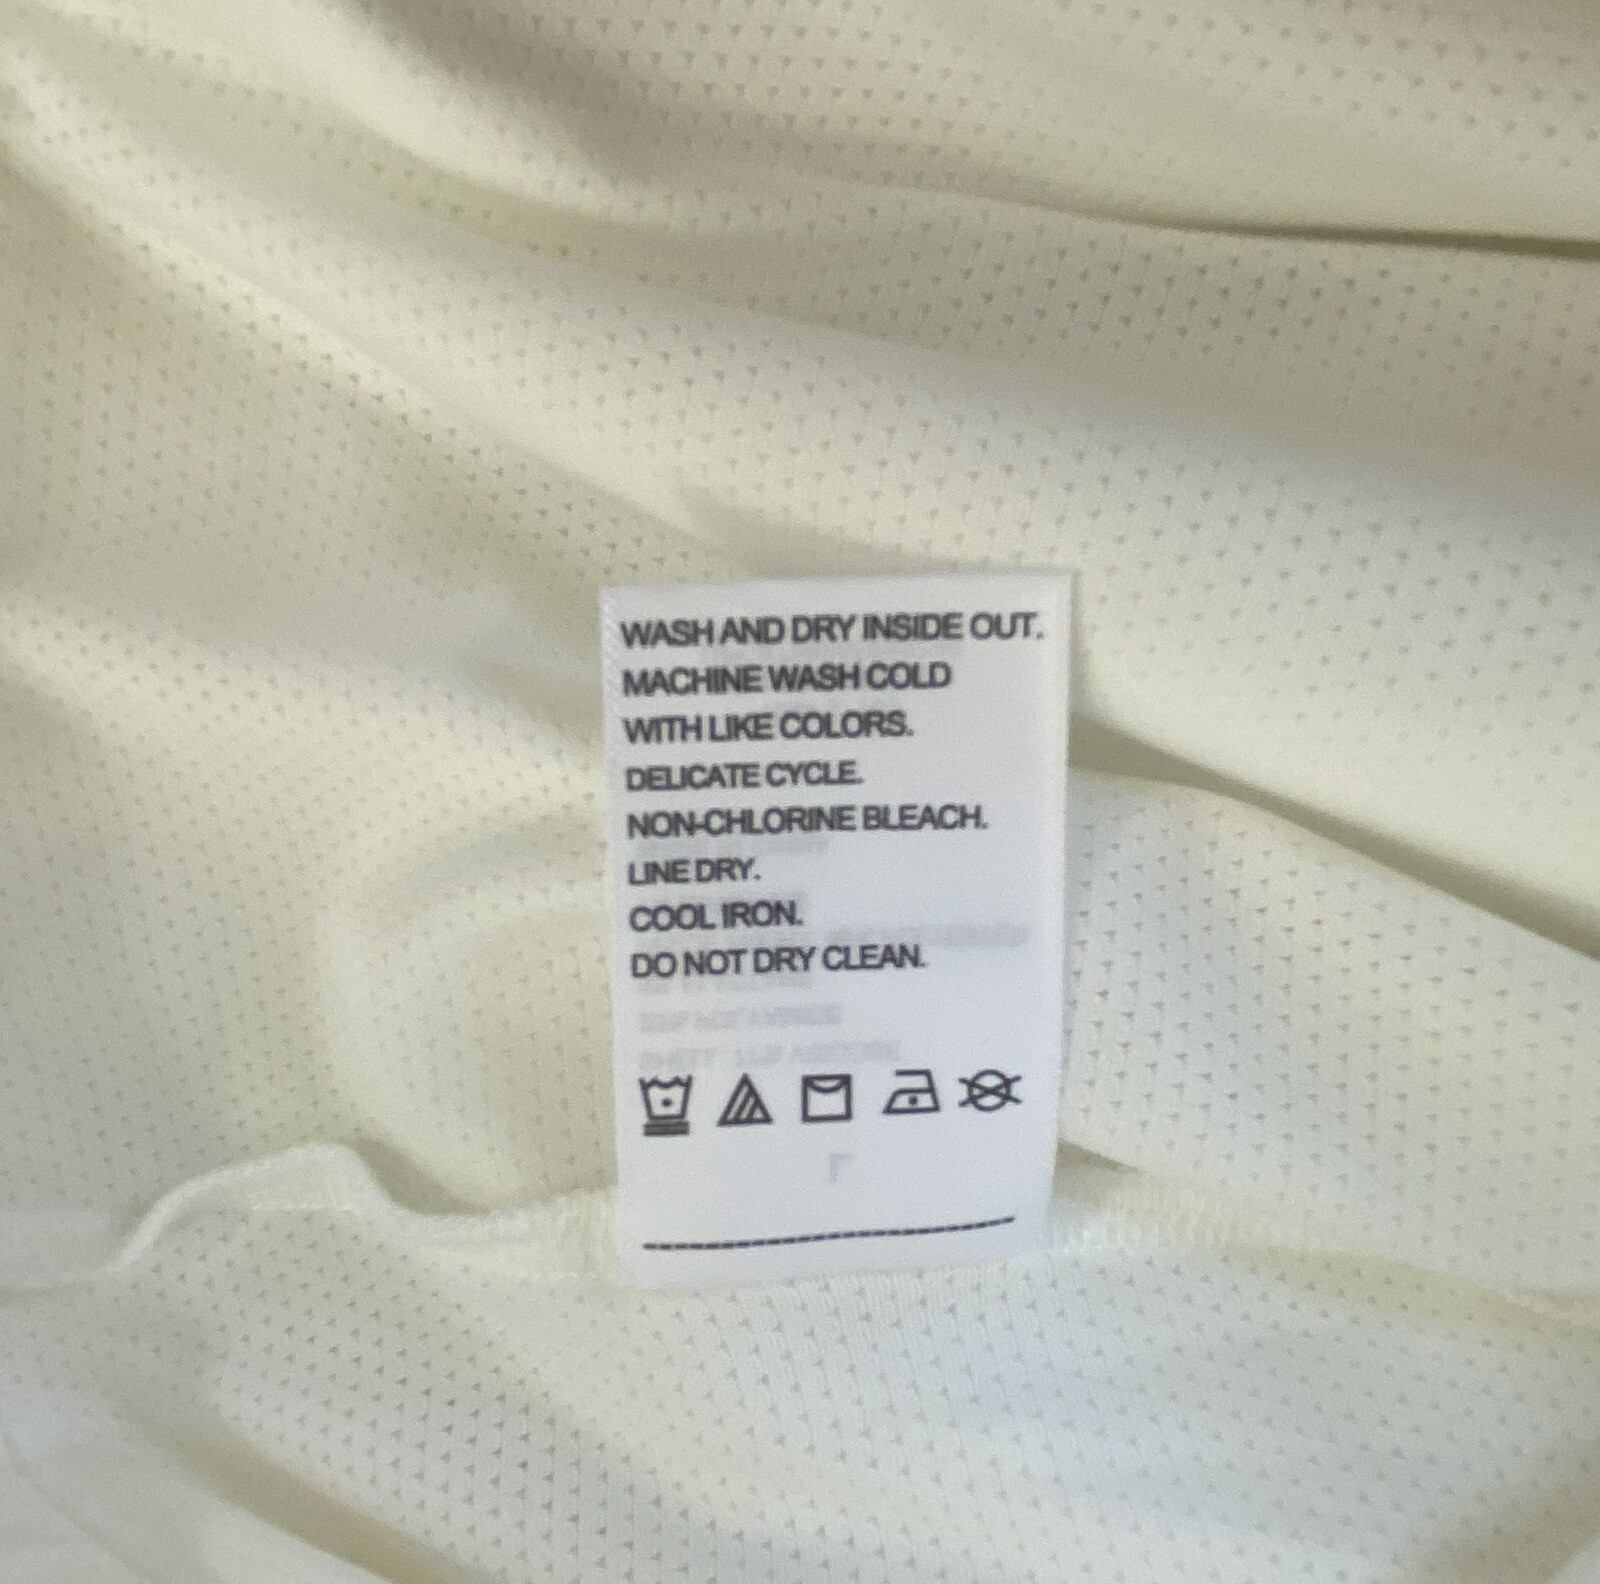 WASH AND DRY INSIDE OUT.
MACHINE WASH COLD
WITH LIKE COLORS.
DELICATE CYCLE.
NON-CHLORINE BLEACH.
LINE DRY.
COOL IRON.
DO NOT DRY CLEAN.